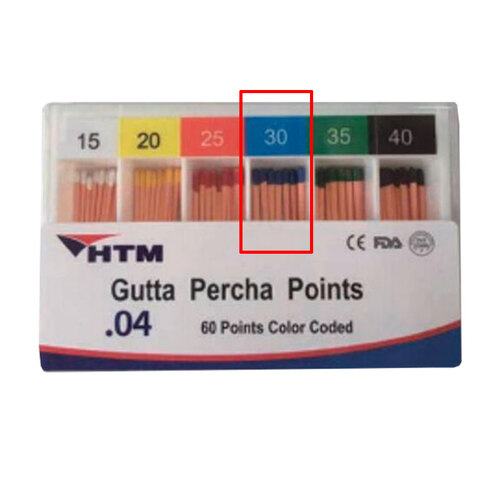 15 20 25 30 35 40
HTM
CE FDA
Gutta Percha Points
.04
60 Points Color Coded